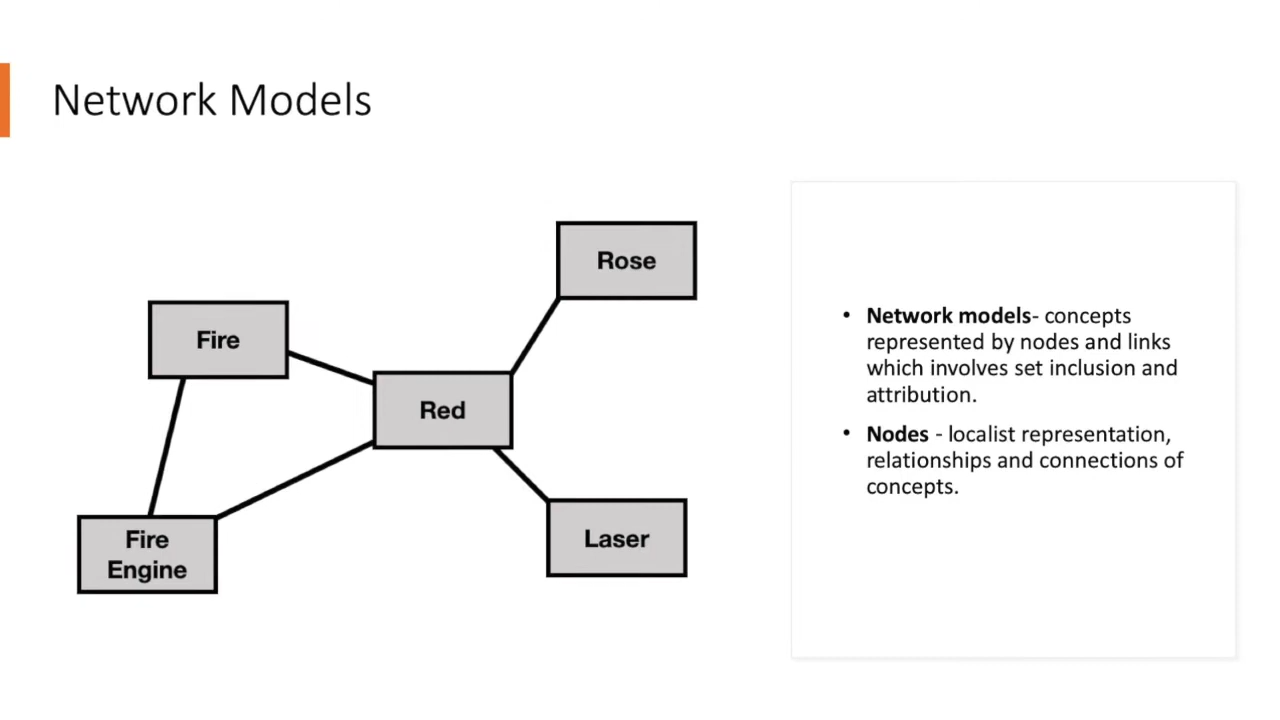 Network Models
Rose
Fire
Red
Laser
Fire
Engine
• Network models- concepts
represented by nodes and links
which involves set inclusion and
attribution.
• Nodes - localist representation,
relationships and connections of
concepts.